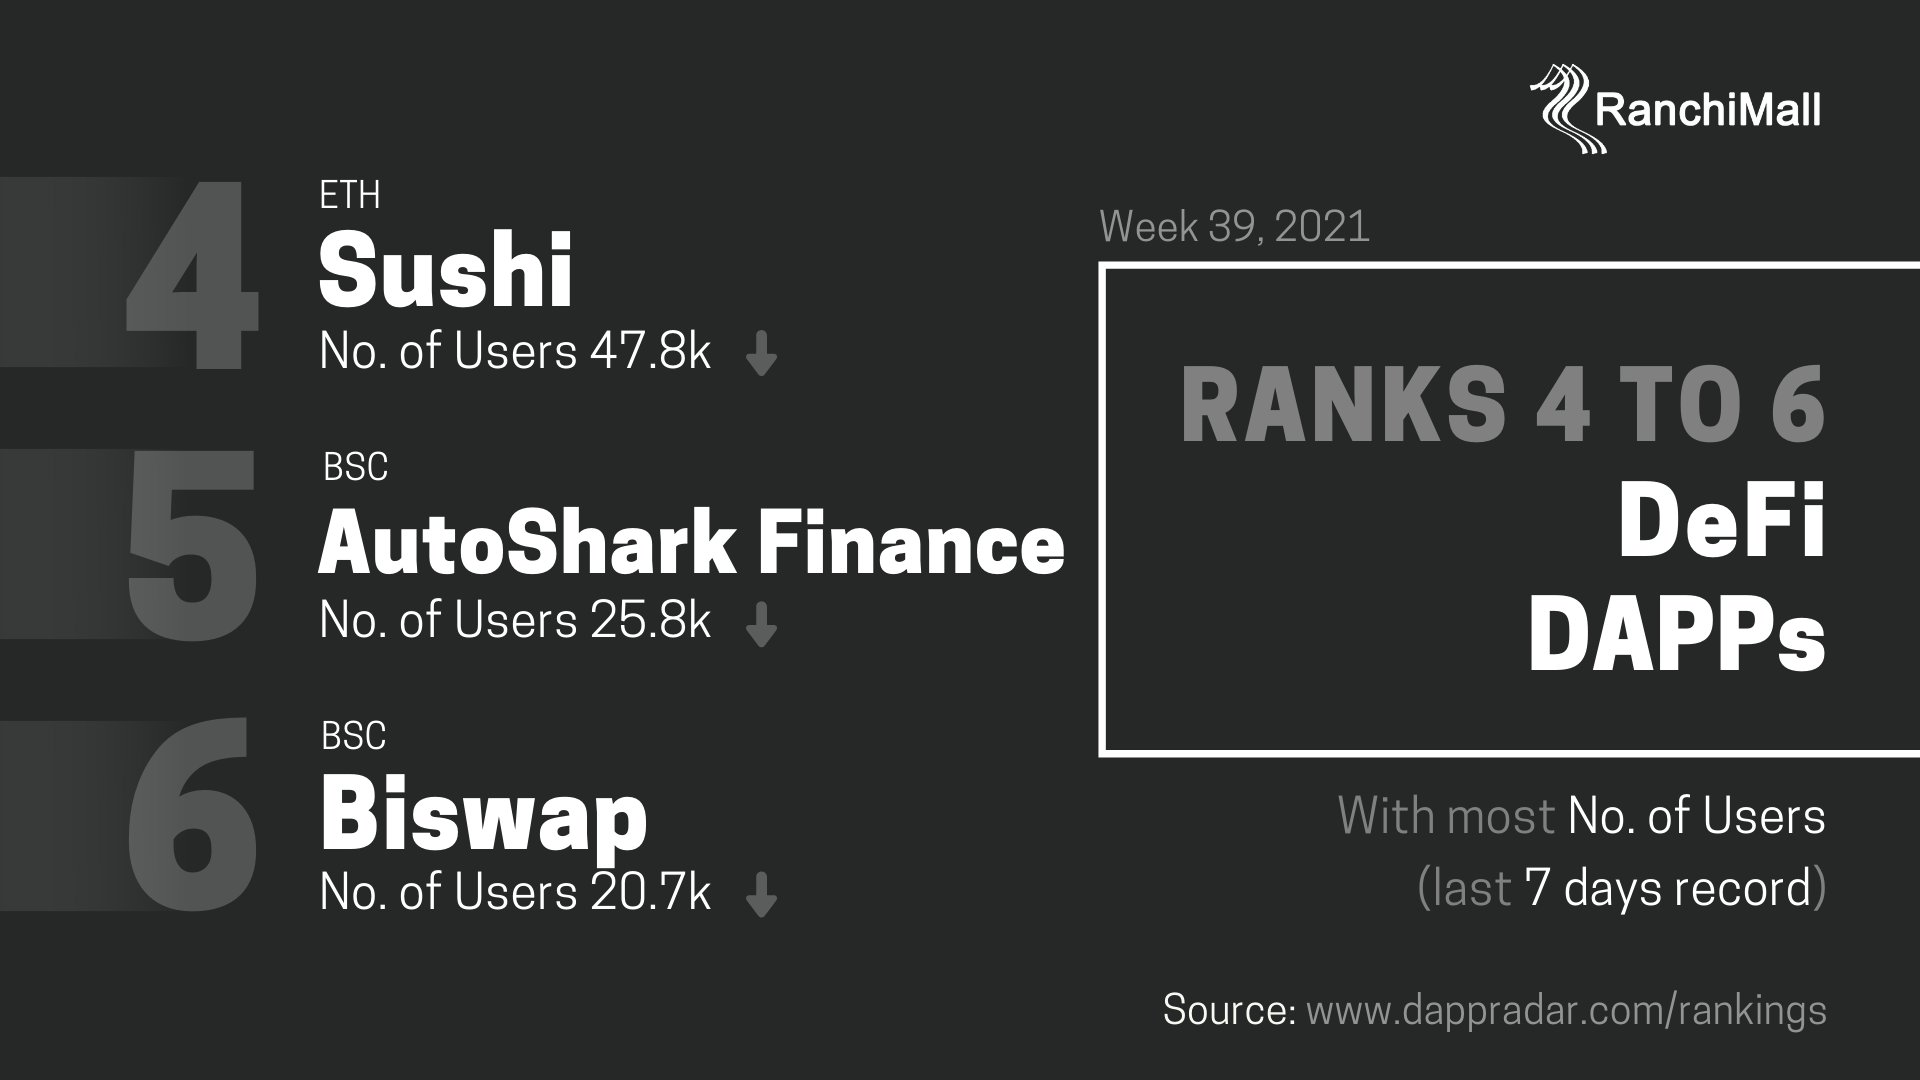 RanchiMall
4
ETH
Sushi
No. of Users 47.8k
5
BSC
AutoShark Finance
No. of Users 25.8k
6
BSC
Biswap
No. of Users 20.7k
Week 39, 2021
RANKS 4 TO 6
DeFi
DAPPs
With most No. of Users
(last 7 days record)
Source: www.dappradar.com/rankings